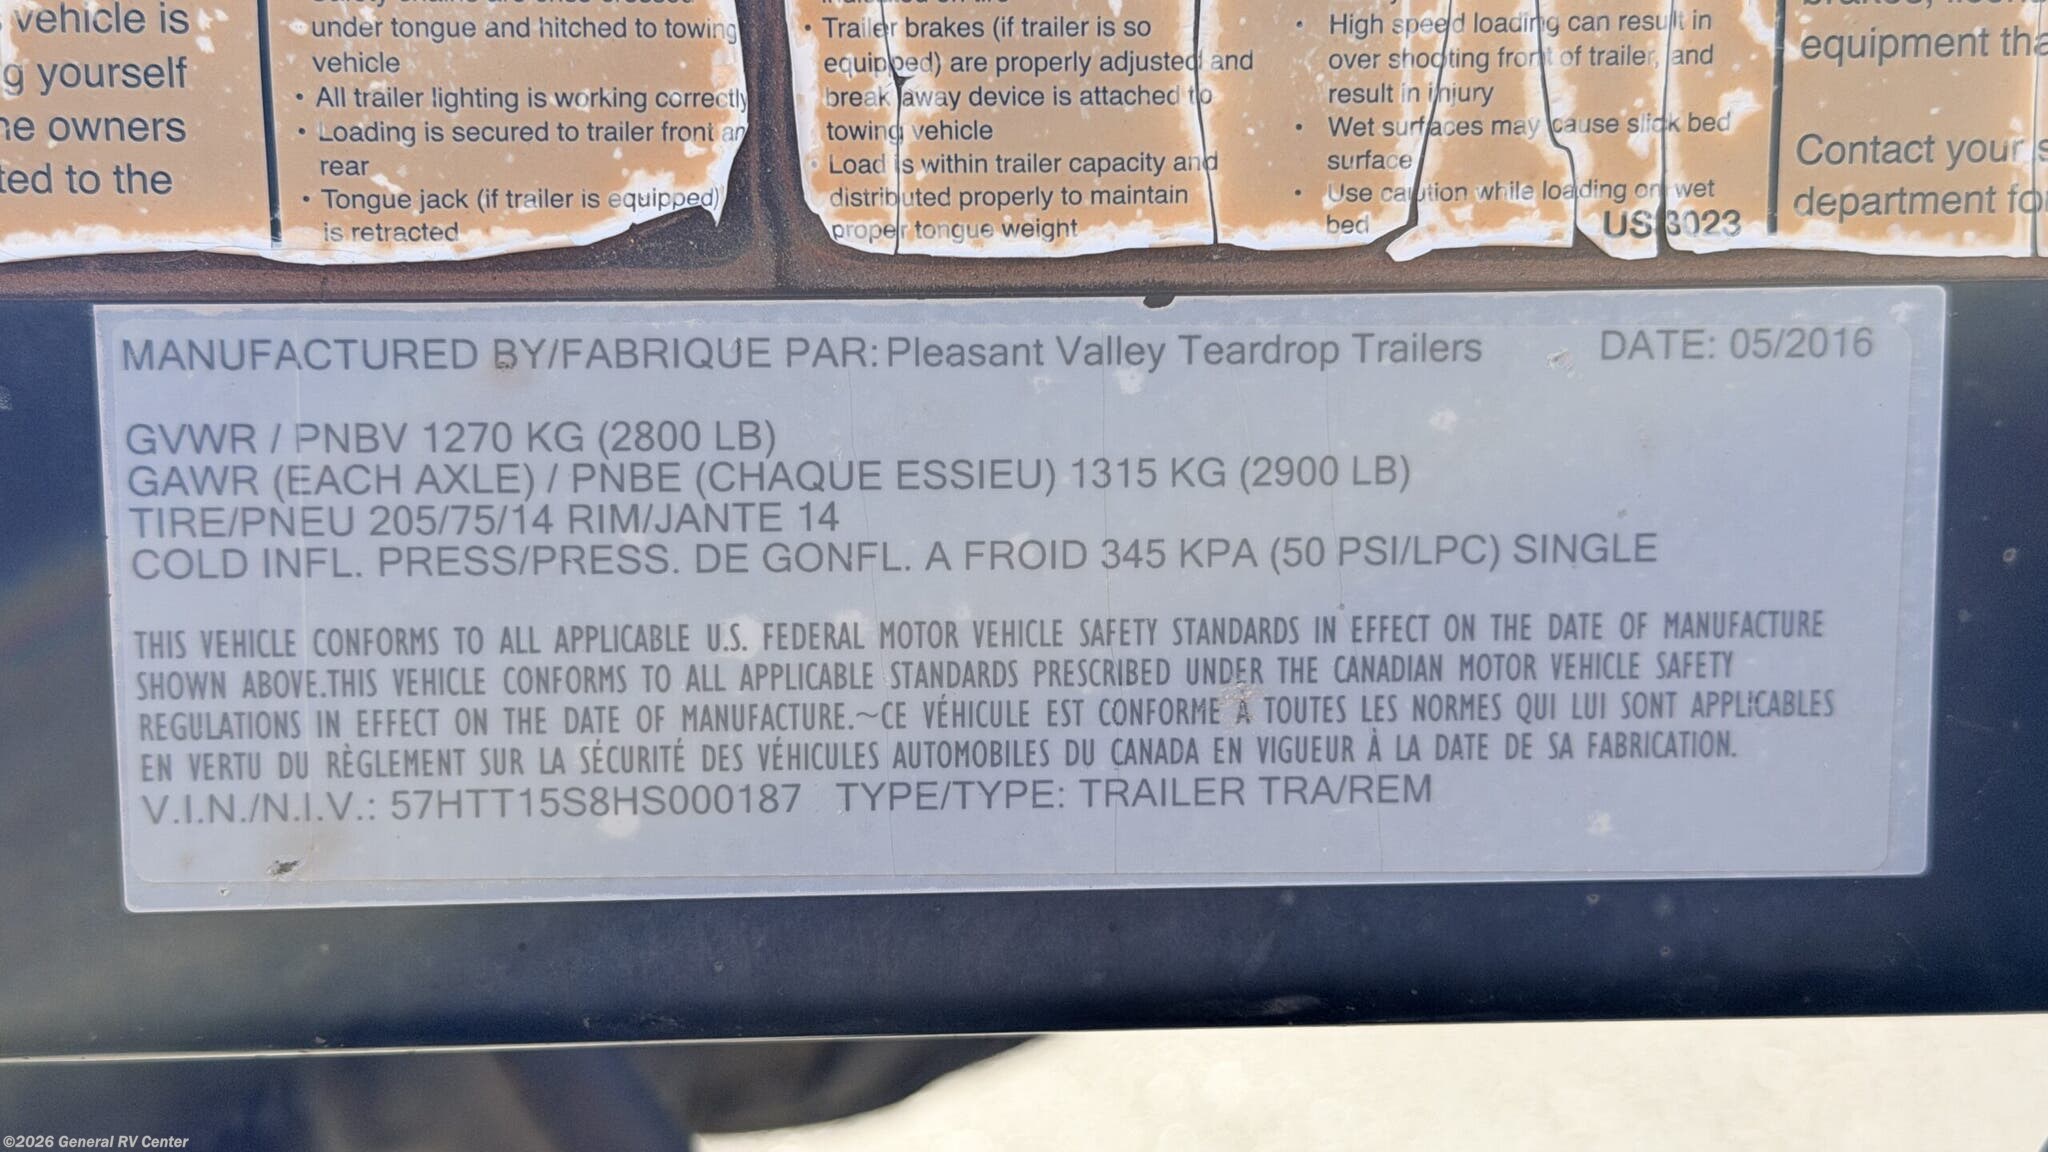 vehicle is
g yourself
he owners
ted to the
under tongue and hitched to towing
vehicle
• All trailer lighting is working correctly
• Loading is secured to trailer front an
rear
• Tongue jack (if trailer is equipped)
is retracted
• Trailer brakes (if trailer is so
equipped) are properly adjusted and
break away device is attached to
towing vehicle
• Load is within trailer capacity and
distributed properly to maintain
proper tongue weight
• High speed loading can result in
over shooting front of trailer, and
result in injury
• Wet surfaces may cause slick bed
surface
• Use caution while loading on wet
bed
US 3023
equipment tha
Contact your s
department fo
MANUFACTURED BY/FABRIQUE PAR: Pleasant Valley Teardrop Trailers DATE: 05/2016
GVWR / PNBV 1270 KG (2800 LB)
GAWR (EACH AXLE) / PNBE (CHAQUE ESSIEU) 1315 KG (2900 LB)
TIRE/PNEU 205/75/14 RIM/JANTE 14
COLD INFL. PRESS/PRESS. DE GONFL. A FROID 345 KPA (50 PSI/LPC) SINGLE
THIS VEHICLE CONFORMS TO ALL APPLICABLE U.S. FEDERAL MOTOR VEHICLE SAFETY STANDARDS IN EFFECT ON THE DATE OF MANUFACTURE
SHOWN ABOVE.THIS VEHICLE CONFORMS TO ALL APPLICABLE STANDARDS PRESCRIBED UNDER THE CANADIAN MOTOR VEHICLE SAFETY
REGULATIONS IN EFFECT ON THE DATE OF MANUFACTURE.~CE VÉHICULE EST CONFORME À TOUTES LES NORMES QUI LUI SONT APPLICABLES
EN VERTU DU RÈGLEMENT SUR LA SÉCURITÉ DES VÉHICULES AUTOMOBILES DU CANADA EN VIGUEUR À LA DATE DE SA FABRICATION.
V.I.N./N.I.V.: 57HTT15S8HS000187 TYPE/TYPE: TRAILER TRA/REM
©2026 General RV Center